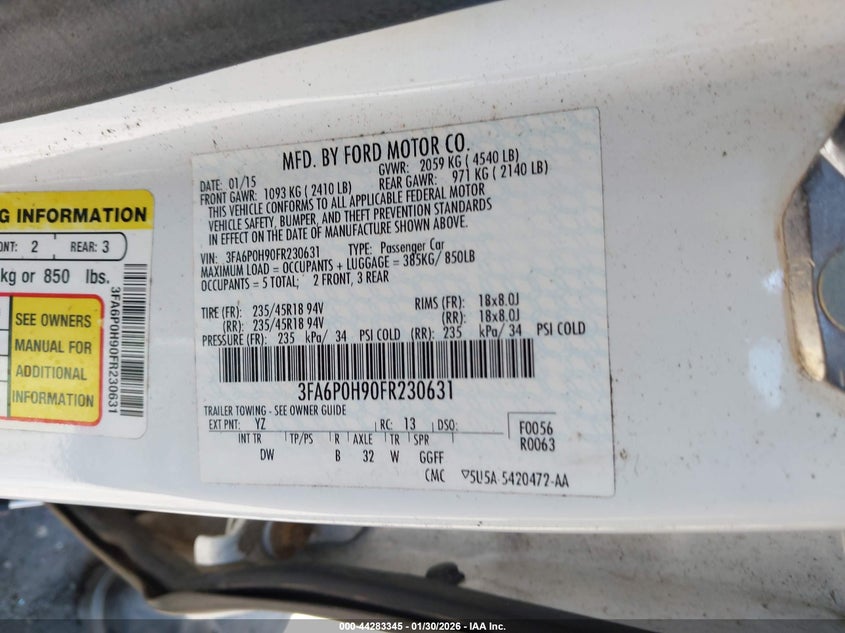 MFD. BY FORD MOTOR CO.
DATE: 01/15 GVWR: 2059 KG ( 4540 LB)
FRONT GAWR: 1093 KG ( 2410 LB) REAR GAWR: 971 KG ( 2140 LB)
THIS VEHICLE CONFORMS TO ALL APPLICABLE FEDERAL MOTOR
VEHICLE SAFETY, BUMPER, AND THEFT PREVENTION STANDARDS
IN EFFECT ON THE DATE OF MANUFACTURE SHOWN ABOVE.
VIN: 3FA6P0H90FR230631 TYPE: Passenger Car
MAXIMUM LOAD = OCCUPANTS + LUGGAGE = 385KG/ 850LB
OCCUPANTS = 5 TOTAL; 2 FRONT, 3 REAR
TIRE (FR): 235/45R18 94V RIMS (FR): 18x8.0J
(RR): 235/45R18 94V (RR): 18x8.0J
PRESSURE (FR): 235 kPa/ 34 PSI COLD (RR): 235 kPa/ 34 PSI COLD
3FA6P0H90FR230631
TRAILER TOWING - SEE OWNER GUIDE
EXT PNT: YZ RC: 13 DSO: F0056
R0063
INT TR TP/PS R AXLE TR SPR
DW B 32 W GGFF
CMC ▽5U5A-5420472-AA
G INFORMATION
ONT: 2 REAR: 3
kg or 850 lbs.
SEE OWNERS
MANUAL FOR
ADDITIONAL
INFORMATION
3FA6P0H90FR230631
000-44283345 - 01/30/2026 - IAA Inc.